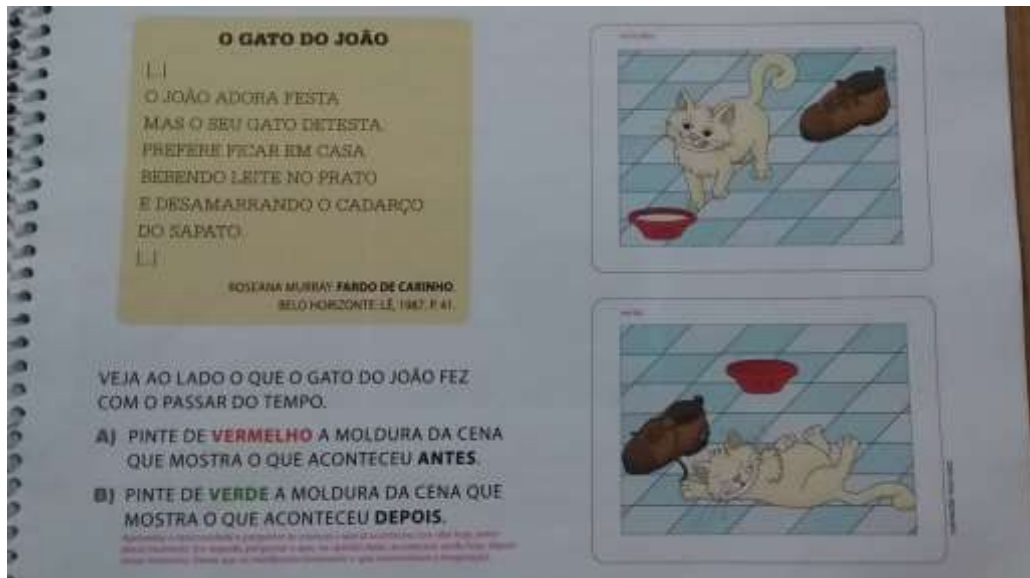 O GATO DO JOÃO
[...]
O JOÃO ADORA FESTA
MAS O SEU GATO DETESTA.
PREFERE FICAR EM CASA
BEBENDO LEITE NO PRATO
E DESAMARRANDO O CADARÇO
DO SAPATO.
[...]
ROSEANA MURRAY. FARDO DE CARINHO.
BELO HORIZONTE: LÊ, 1987. P. 41.
VEJA AO LADO O QUE O GATO DO JOÃO FEZ
COM O PASSAR DO TEMPO.
A) PINTE DE VERMELHO A MOLDURA DA CENA
QUE MOSTRA O QUE ACONTECEU ANTES.
B) PINTE DE VERDE A MOLDURA DA CENA QUE
MOSTRA O QUE ACONTECEU DEPOIS.